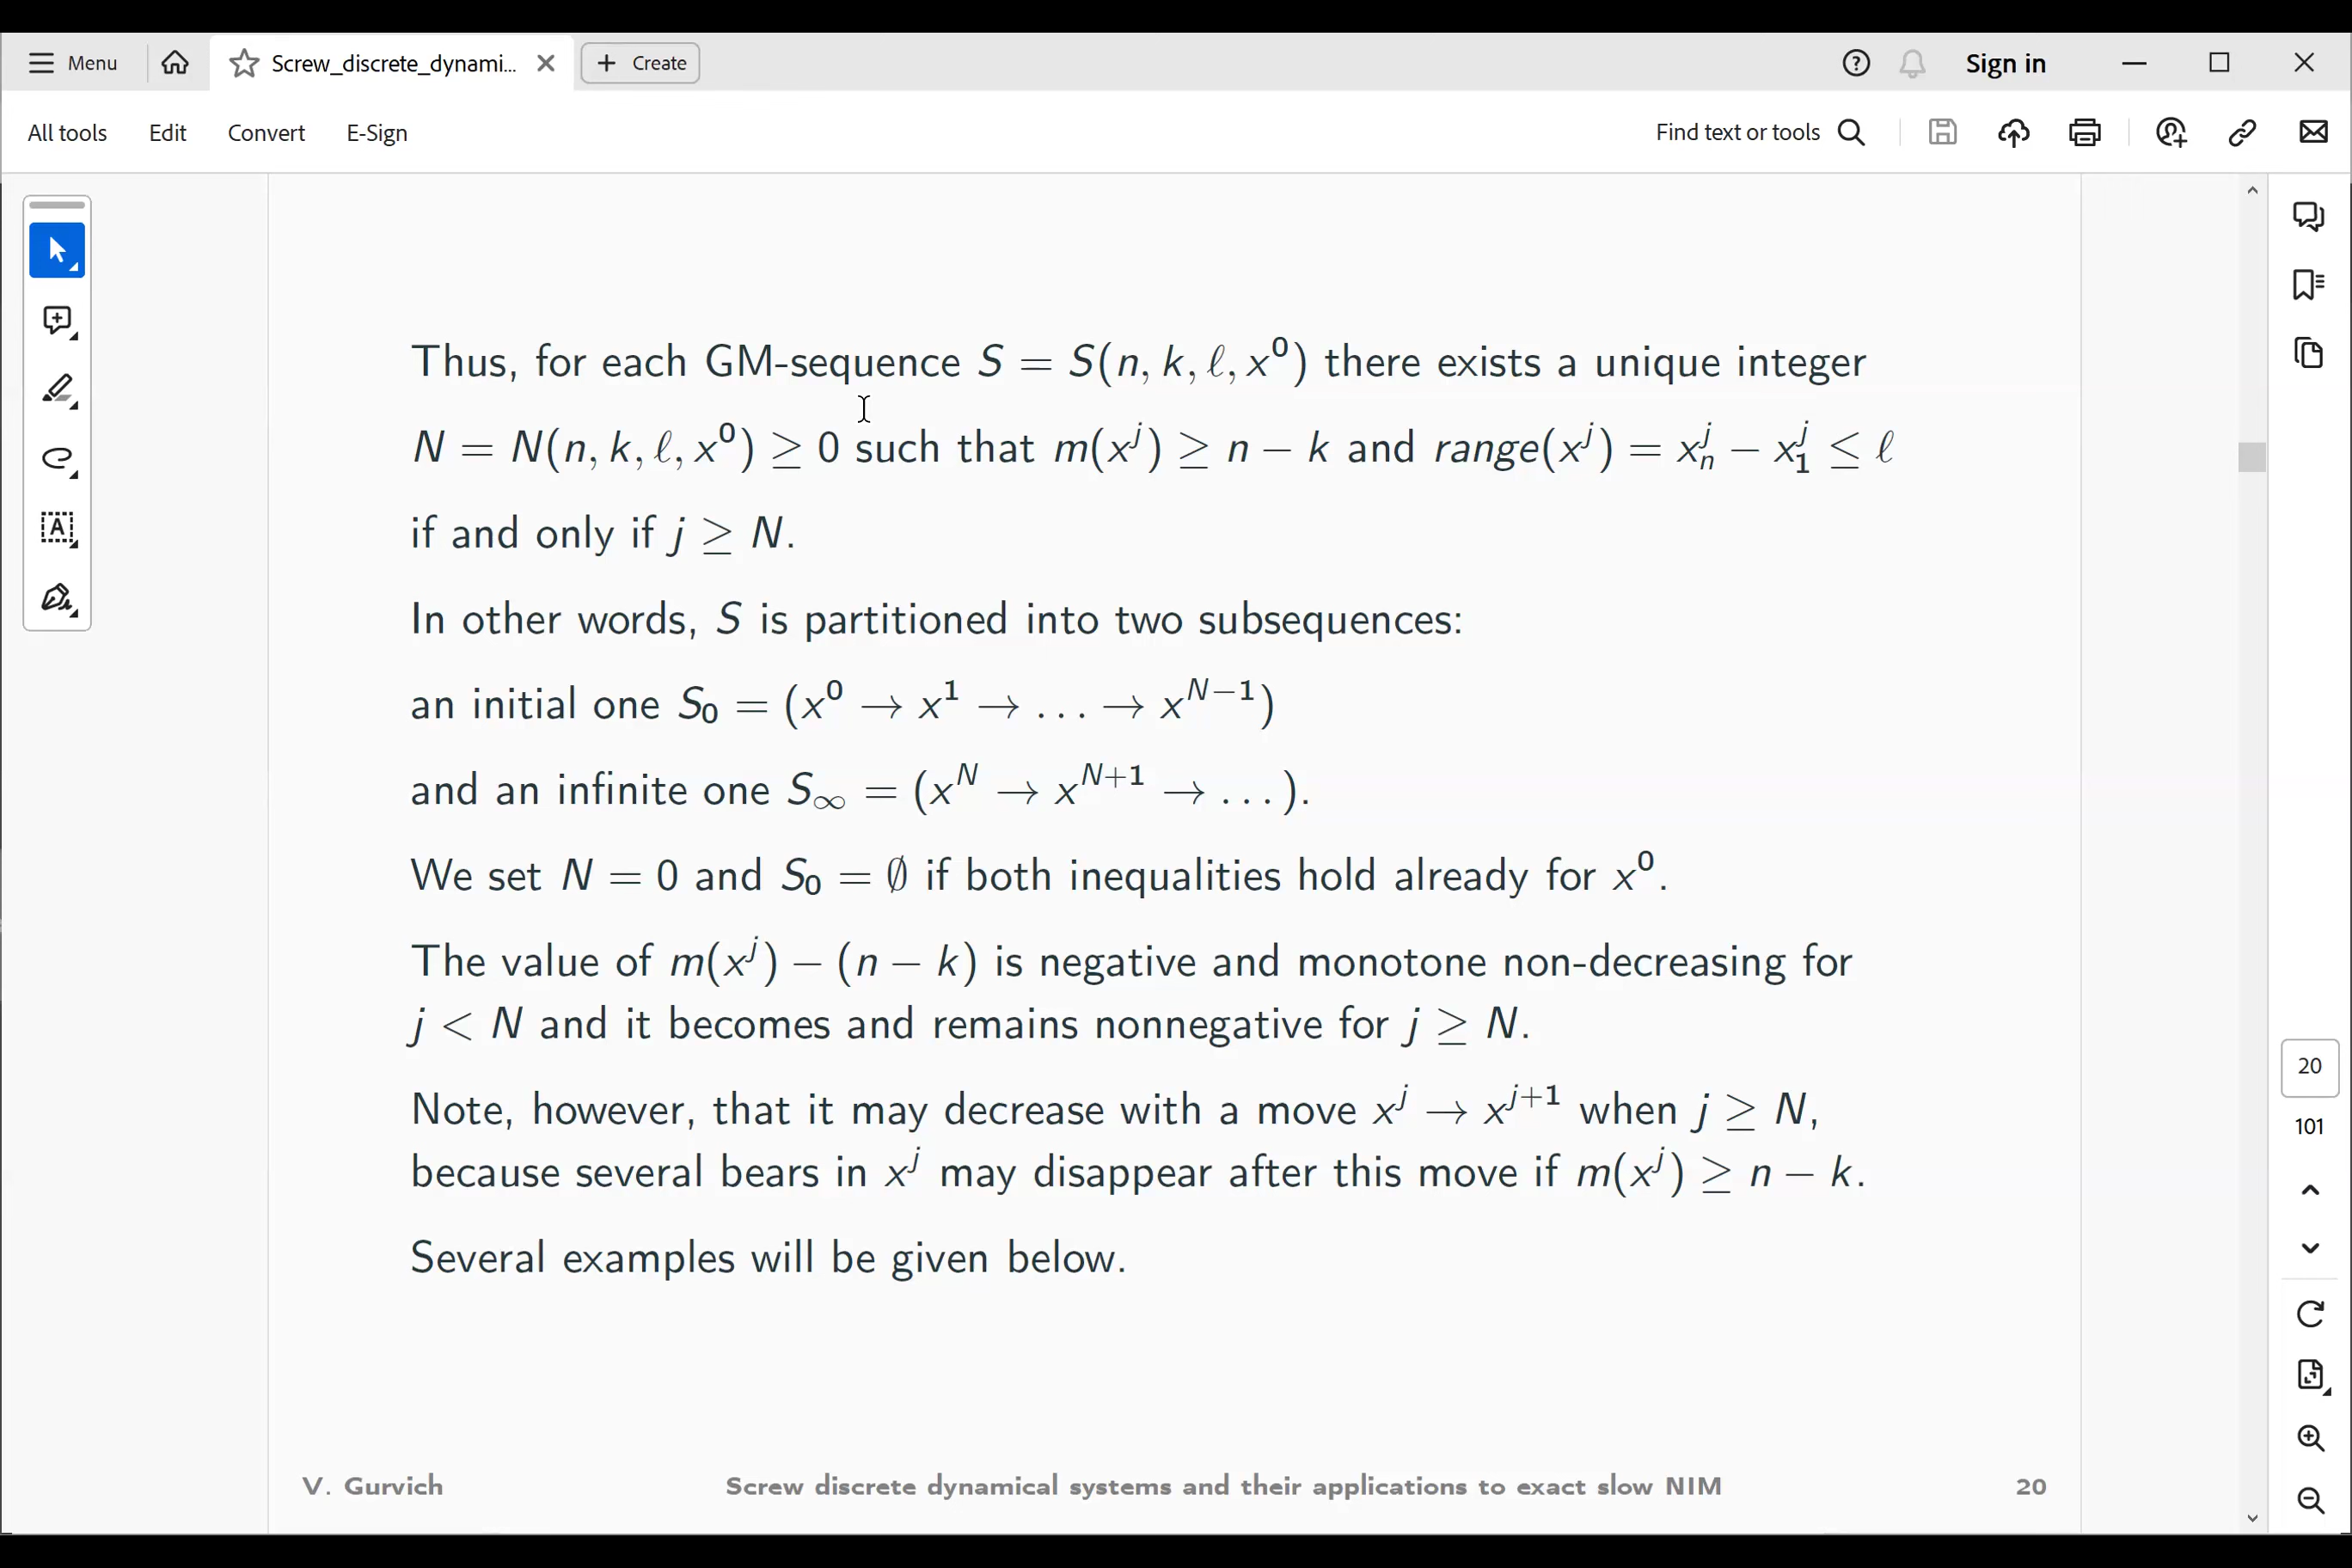 Menu
Screw_discrete_dynami...
Create
Sign in
All tools
Edit
Convert
E-Sign
Find text or tools
Thus, for each GM-sequence S = S(n, k, ℓ, x⁰) there exists a unique integer
N = N(n, k, ℓ, x⁰) ≥ 0 such that m(xʲ) ≥ n − k and range(xʲ) = xₙʲ − x₁ʲ ≤ ℓ
if and only if j ≥ N.
In other words, S is partitioned into two subsequences:
an initial one S₀ = (x⁰ → x¹ → ... → xᴺ⁻¹)
and an infinite one S∞ = (xᴺ → xᴺ⁺¹ → ...).
We set N = 0 and S₀ = ∅ if both inequalities hold already for x⁰.
The value of m(xʲ) − (n − k) is negative and monotone non-decreasing for
j < N and it becomes and remains nonnegative for j ≥ N.
Note, however, that it may decrease with a move xʲ → xʲ⁺¹ when j ≥ N,
because several bears in xʲ may disappear after this move if m(xʲ) ≥ n − k.
Several examples will be given below.
V. Gurvich
Screw discrete dynamical systems and their applications to exact slow NIM
20
20
101